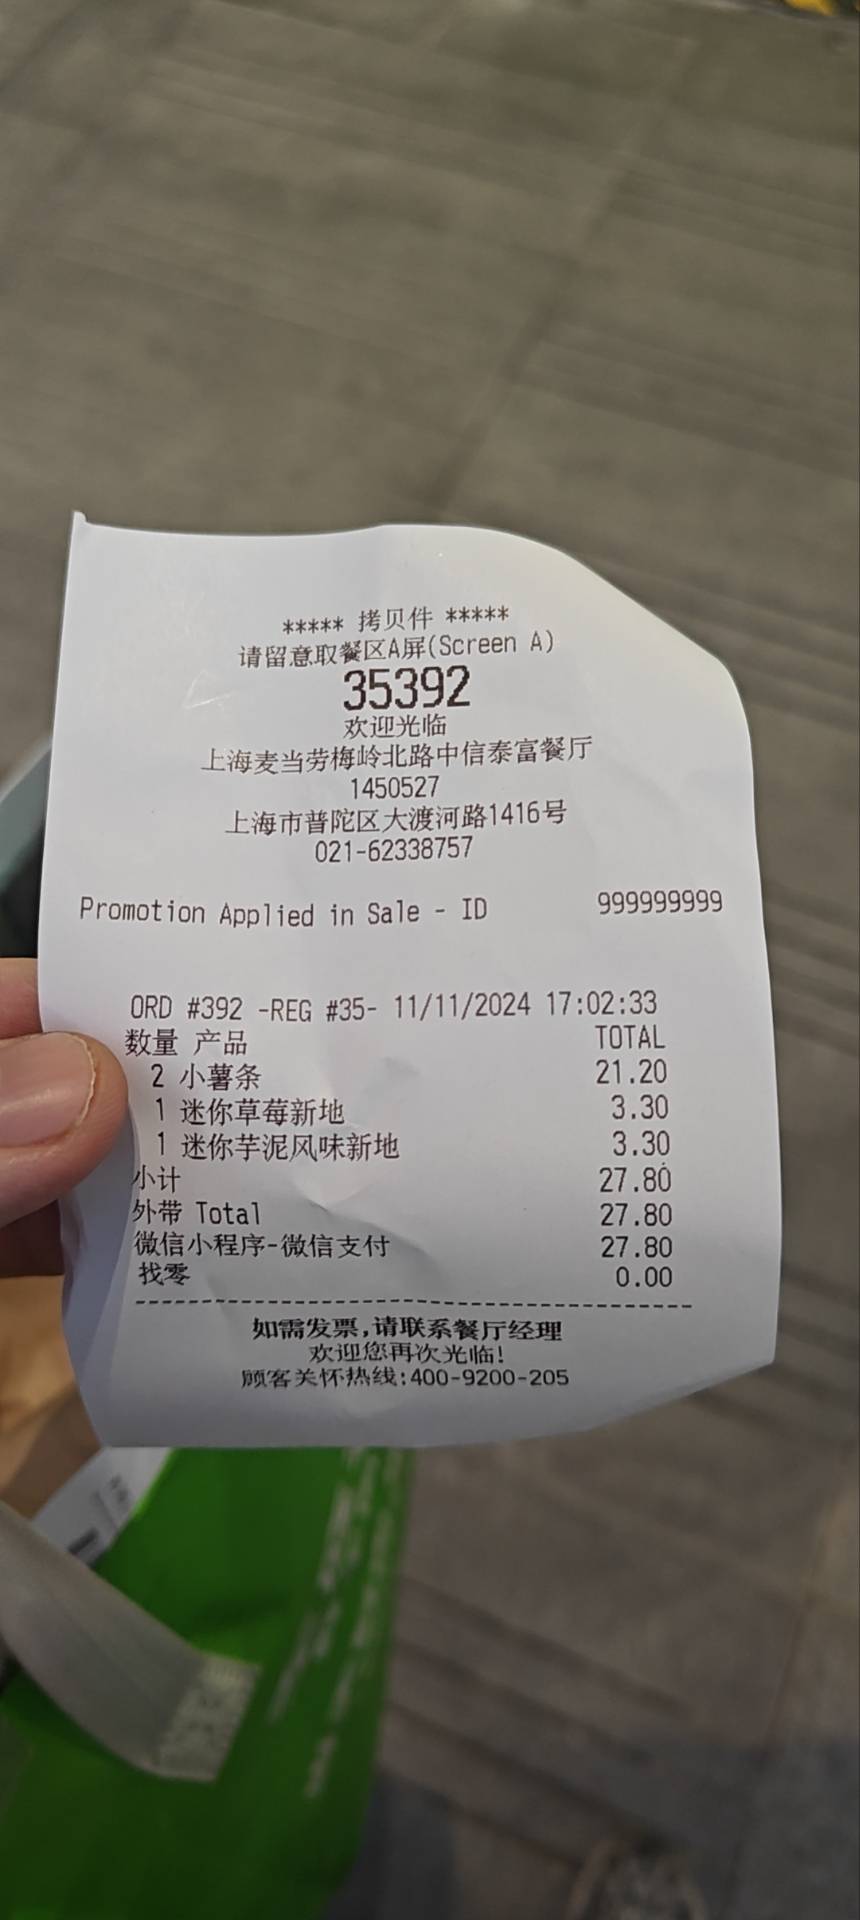 ***** 拷贝件 *****
请留意取餐区A屏(Screen A)
35392
欢迎光临
上海麦当劳梅岭北路中信泰富餐厅
1450527
上海市普陀区大渡河路1416号
021-62338757
Promotion Applied in Sale - ID 999999999
ORD #392 -REG #35- 11/11/2024 17:02:33
数量 产品 TOTAL
2 小薯条 21.20
1 迷你草莓新地 3.30
1 迷你芋泥风味新地 3.30
小计 27.80
外带 Total 27.80
微信小程序-微信支付 27.80
找零 0.00
如需发票,请联系餐厅经理
欢迎您再次光临!
顾客关怀热线:400-9200-205